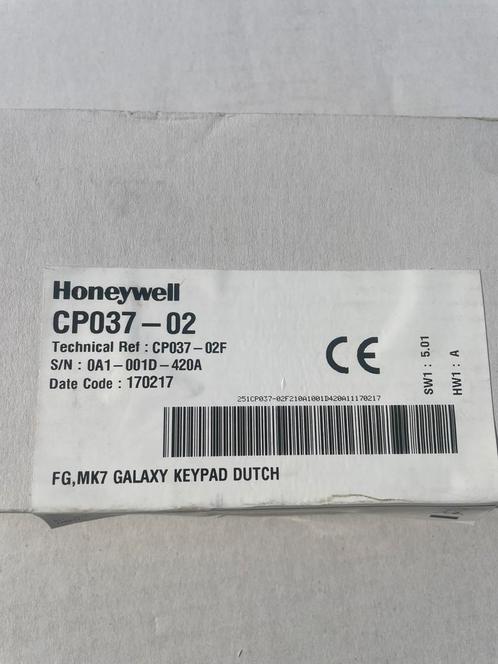 Honeywell
CP037-02
Technical Ref : CP037-02F
S/N : 0A1-001D-420A
Date Code : 170217
CE
SW1 : 5.01
HW1 : A
251CP037-02F210A1001D420A11170217
FG,MK7 GALAXY KEYPAD DUTCH